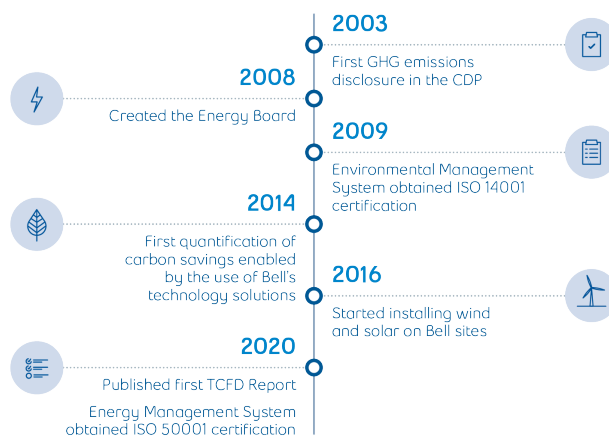 2003
First GHG emissions
disclosure in the CDP
2008
Created the Energy Board
2009
Environmental Management
System obtained ISO 14001
certification
2014
First quantification of
carbon savings enabled
by the use of Bell's
technology solutions
2016
Started installing wind
and solar on Bell sites
2020
Published first TCFD Report
Energy Management System
obtained ISO 50001 certification